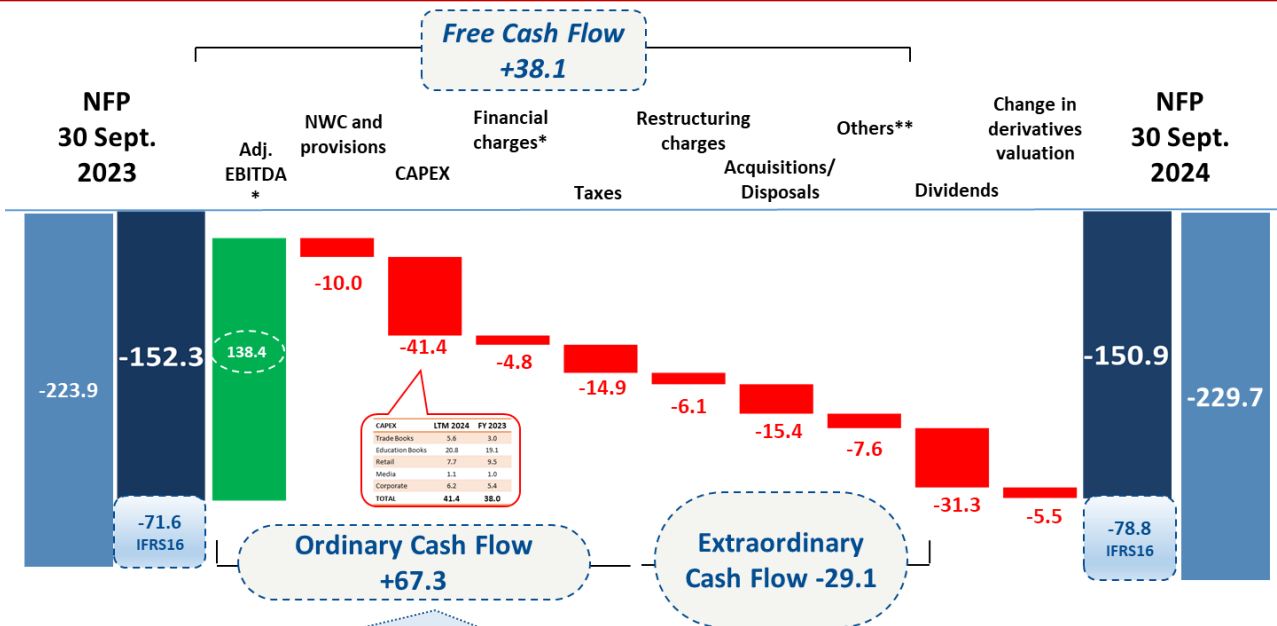 Free Cash Flow
+38.1
NFP
30 Sept.
2023
Adj.
EBITDA
*
NWC and
provisions
CAPEX
Financial
charges*
Taxes
Restructuring
charges
Acquisitions/
Disposals
Others**
Dividends
Change in
derivatives
valuation
NFP
30 Sept.
2024
-223.9
-152.3
138.4
-10.0
-41.4
-4.8
-14.9
-6.1
-15.4
-7.6
-31.3
-5.5
-150.9
-229.7
CAPEX LTM 2024 FY 2023
Trade Books 5.6 3.0
Education Books 20.8 19.1
Retail 7.7 9.5
Media 1.1 1.0
Corporate 6.2 5.4
TOTAL 41.4 38.0
-71.6
IFRS16
Ordinary Cash Flow
+67.3
Extraordinary
Cash Flow -29.1
-78.8
IFRS16